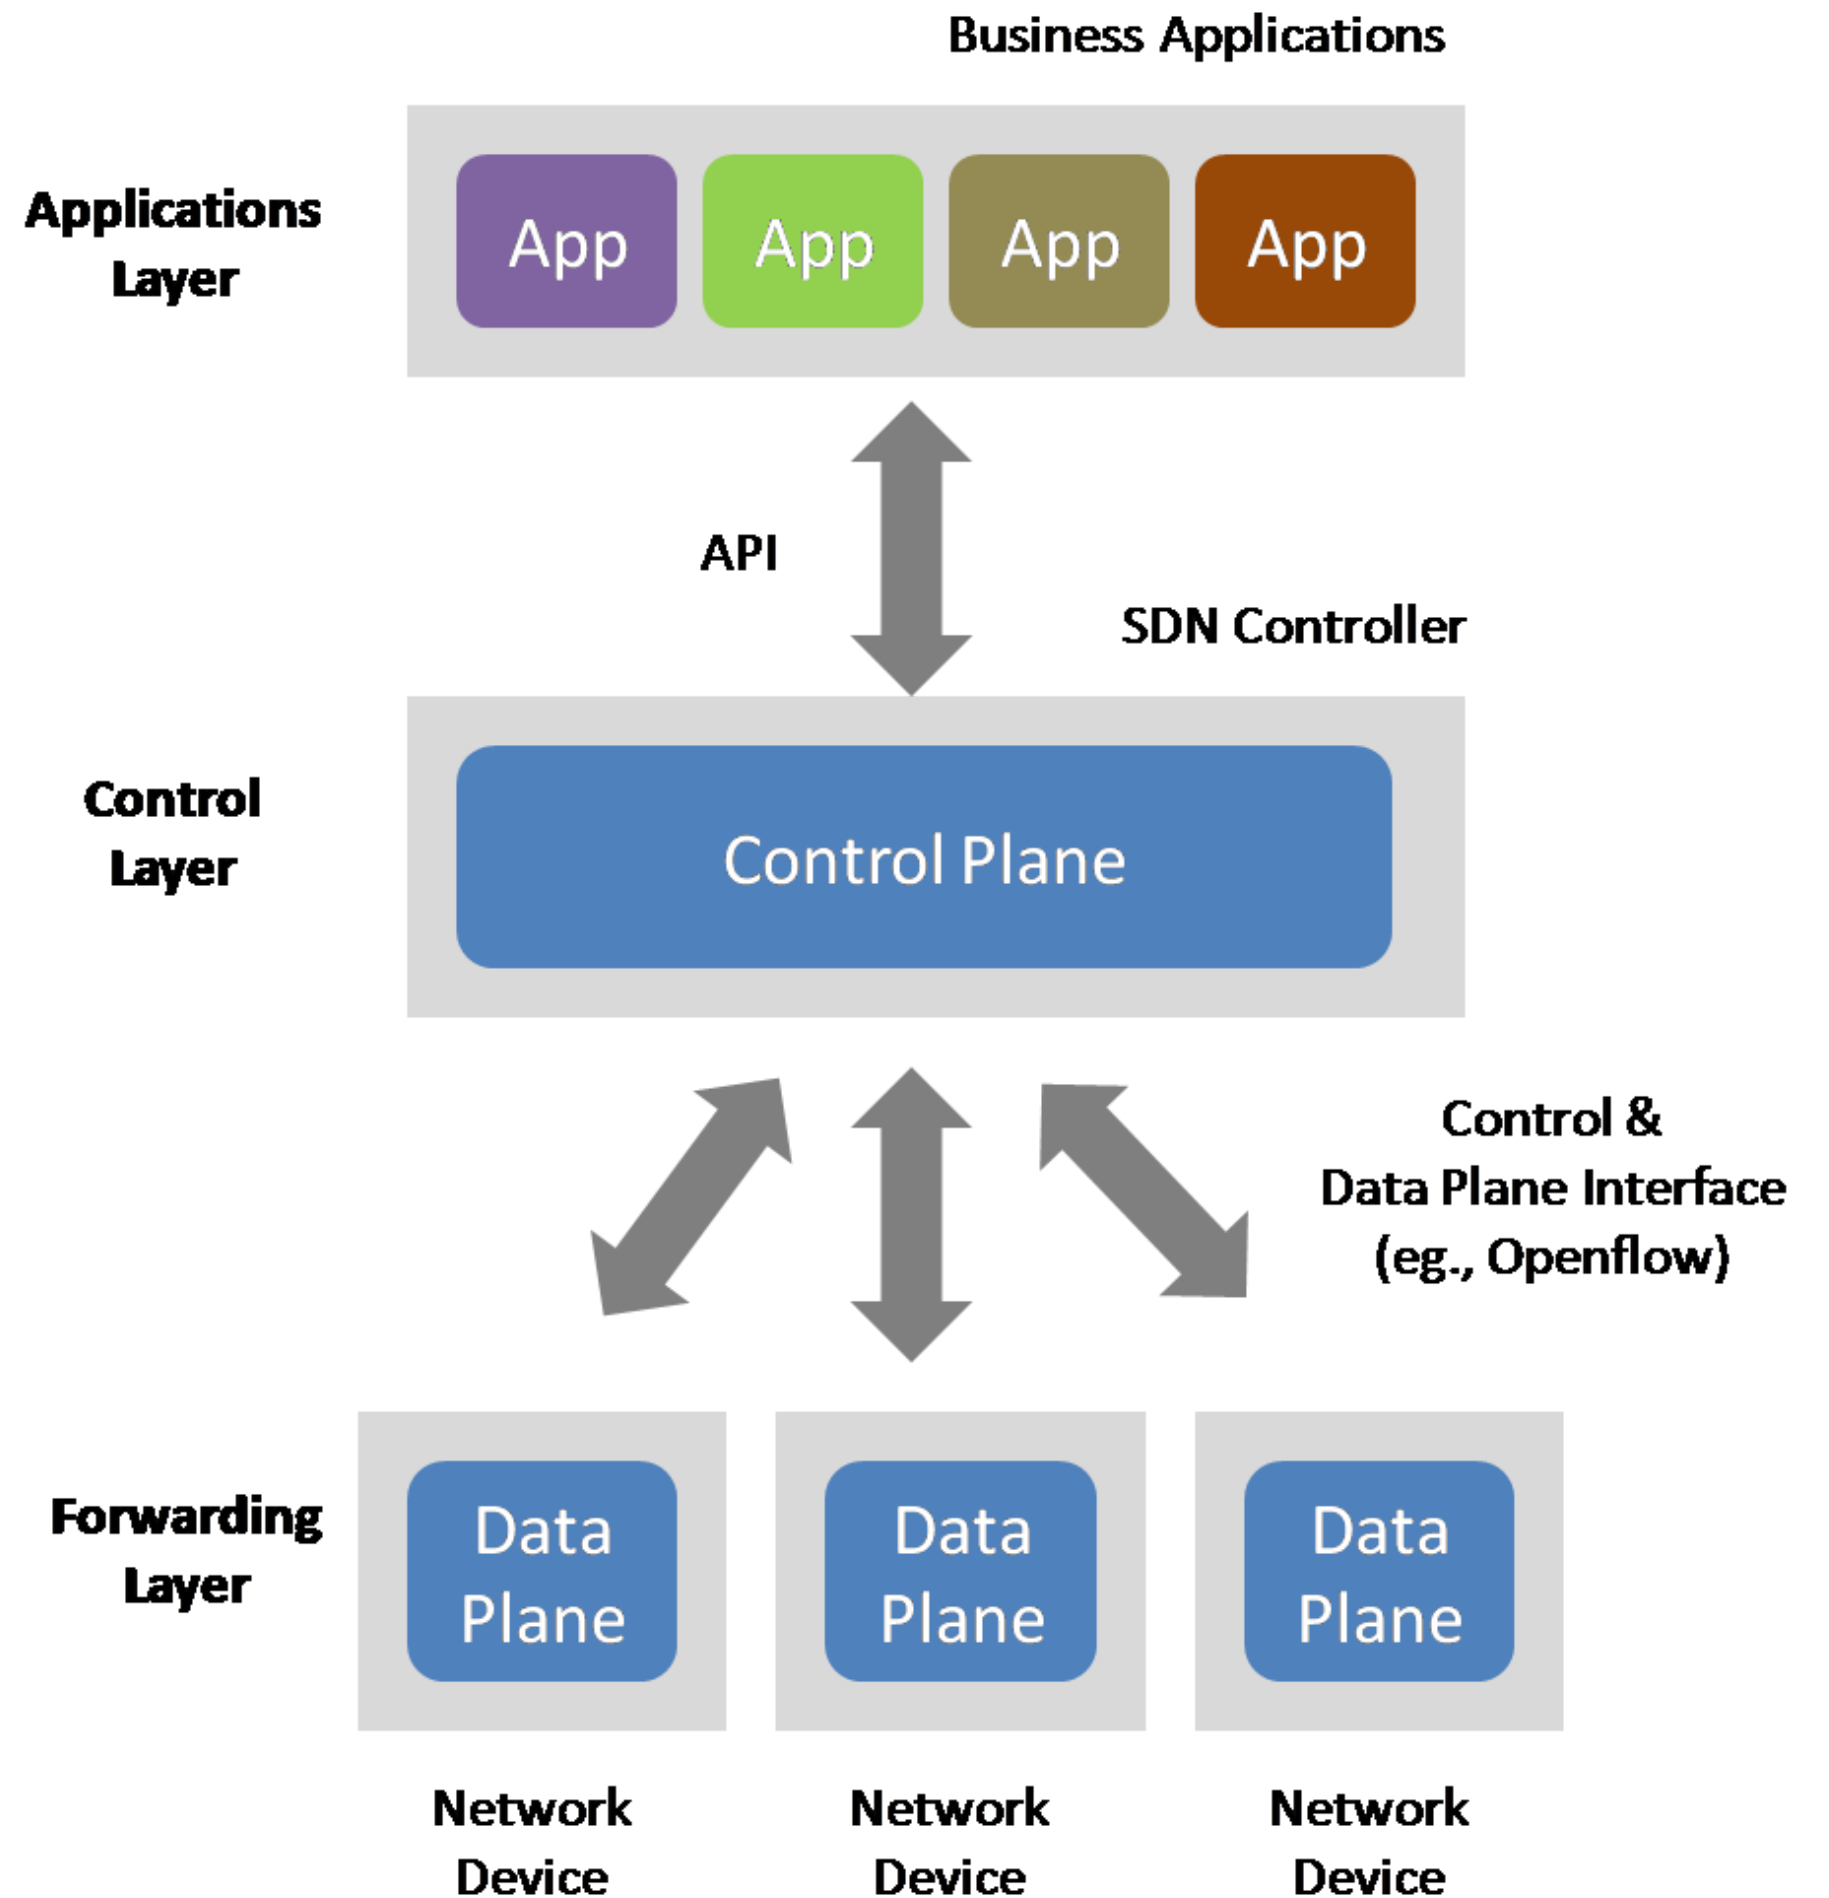 Business Applications
Applications
Layer
App App App App
API
SDN Controller
Control
Layer
Control Plane
Control &
Data Plane Interface
(eg., Openflow)
Forwarding
Layer
Data
Plane
Data
Plane
Data
Plane
Network
Device
Network
Device
Network
Device